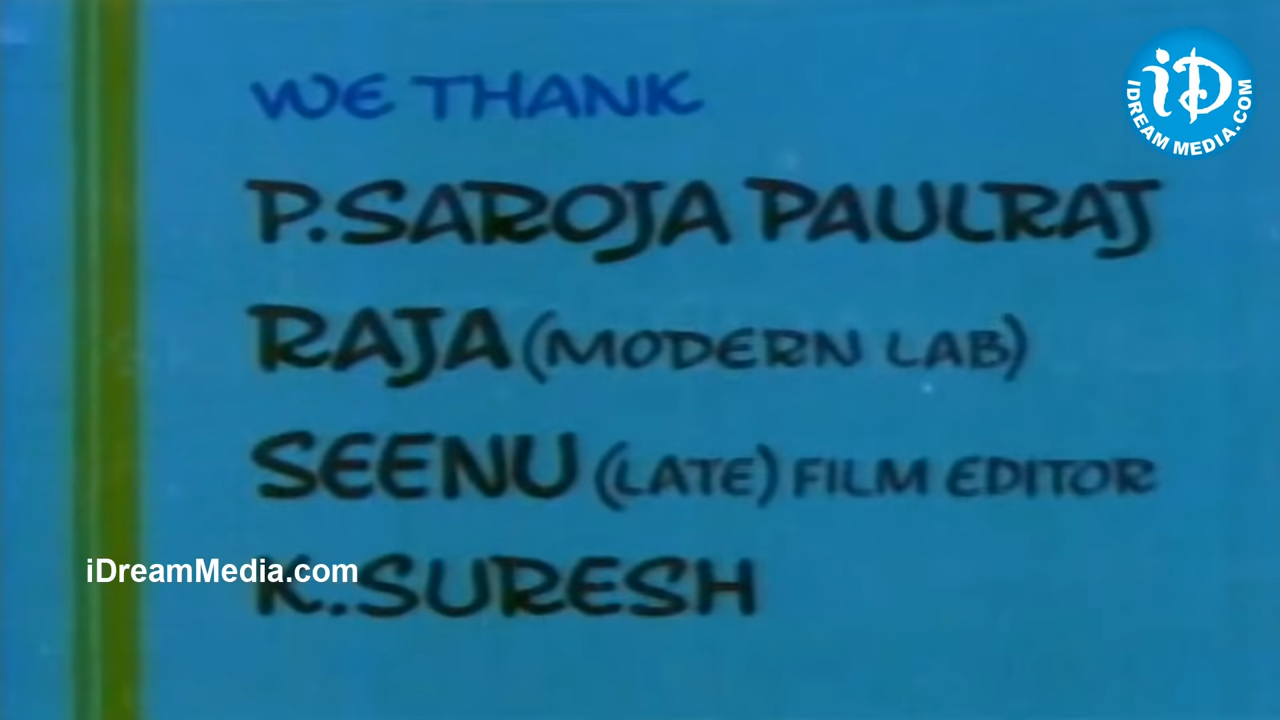 WE THANK
P.SAROJA PAULRAJ
RAJA (MODERN LAB)
SEENU (LATE) FILM EDITOR
K.SURESH
iDreamMedia.com
iD
IDREAM MEDIA.COM